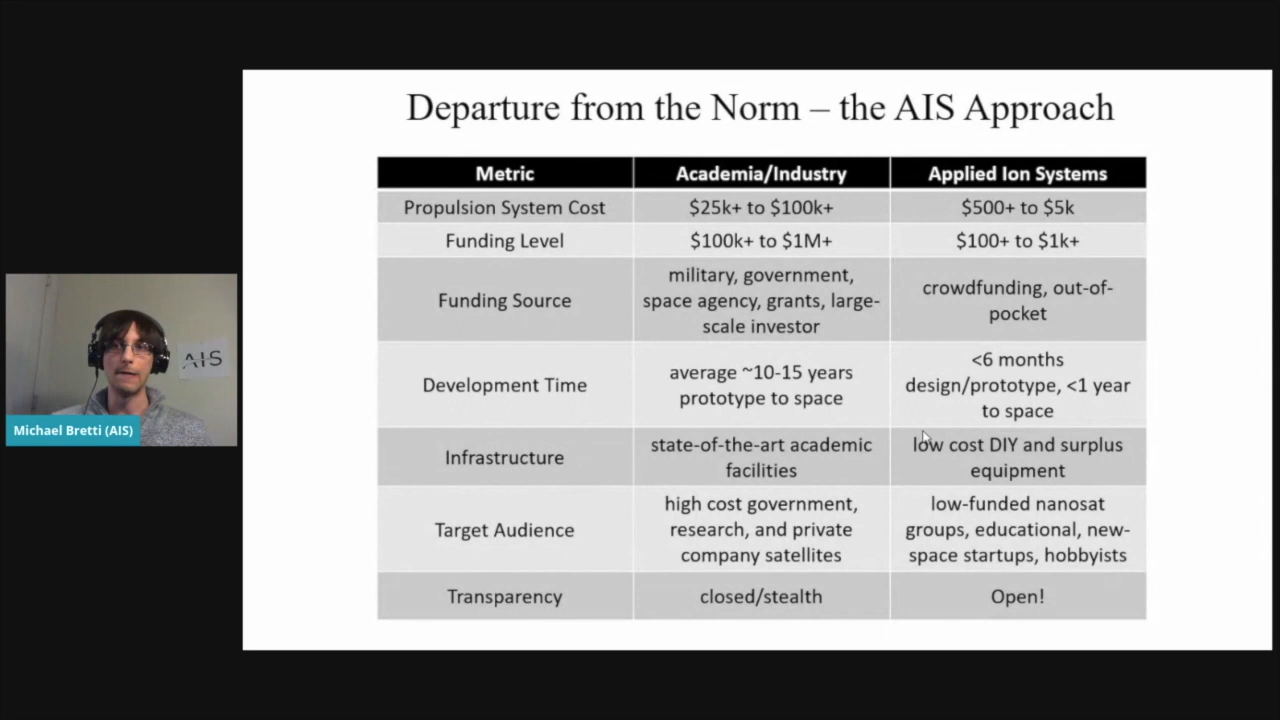 Departure from the Norm – the AIS Approach
Metric
Academia/Industry
Applied Ion Systems
Propulsion System Cost
$25k+ to $100k+
$500+ to $5k
Funding Level
$100k+ to $1M+
$100+ to $1k+
Funding Source
military, government,
space agency, grants, large-
scale investor
crowdfunding, out-of-
pocket
Development Time
average ~10-15 years
prototype to space
<6 months
design/prototype, <1 year
to space
Infrastructure
state-of-the-art academic
facilities
low cost DIY and surplus
equipment
Target Audience
high cost government,
research, and private
company satellites
low-funded nanosat
groups, educational, new-
space startups, hobbyists
Transparency
closed/stealth
Open!
AIS
Michael Bretti (AIS)